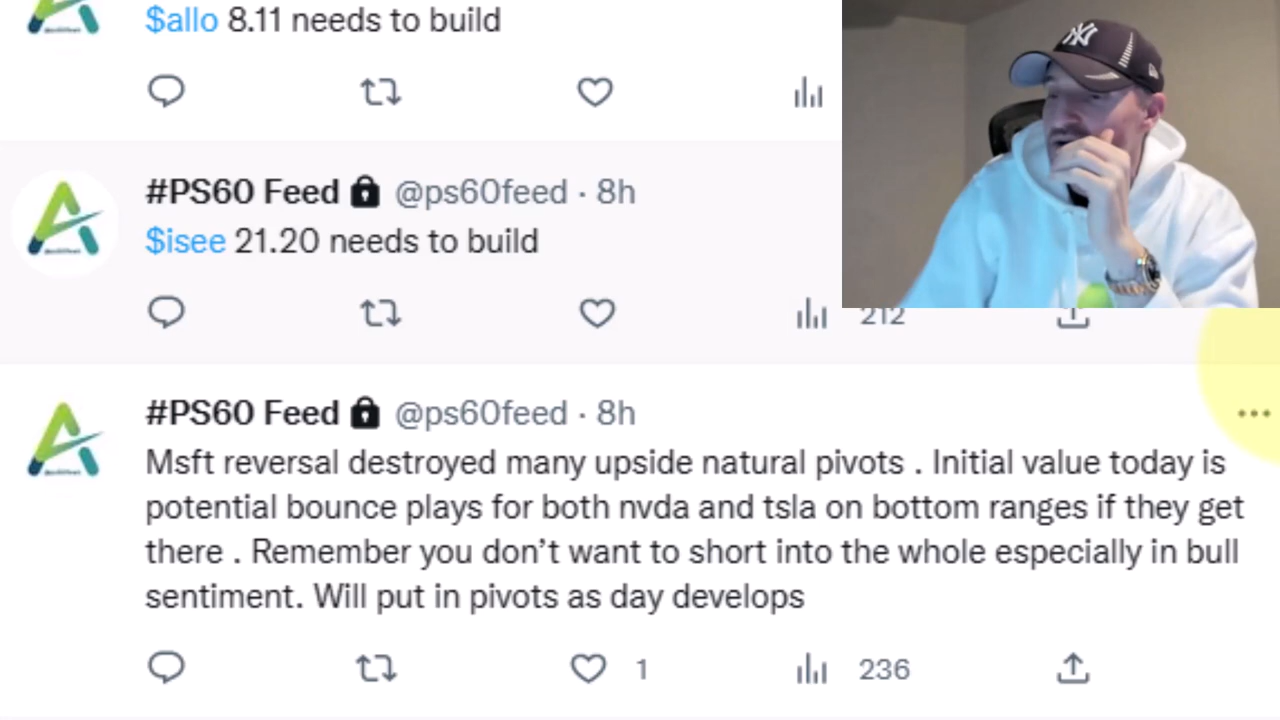 $allo 8.11 needs to build
#PS60 Feed @ps60feed · 8h
$isee 21.20 needs to build
212
#PS60 Feed @ps60feed · 8h
Msft reversal destroyed many upside natural pivots . Initial value today is
potential bounce plays for both nvda and tsla on bottom ranges if they get
there . Remember you don’t want to short into the whole especially in bull
sentiment. Will put in pivots as day develops
1 236